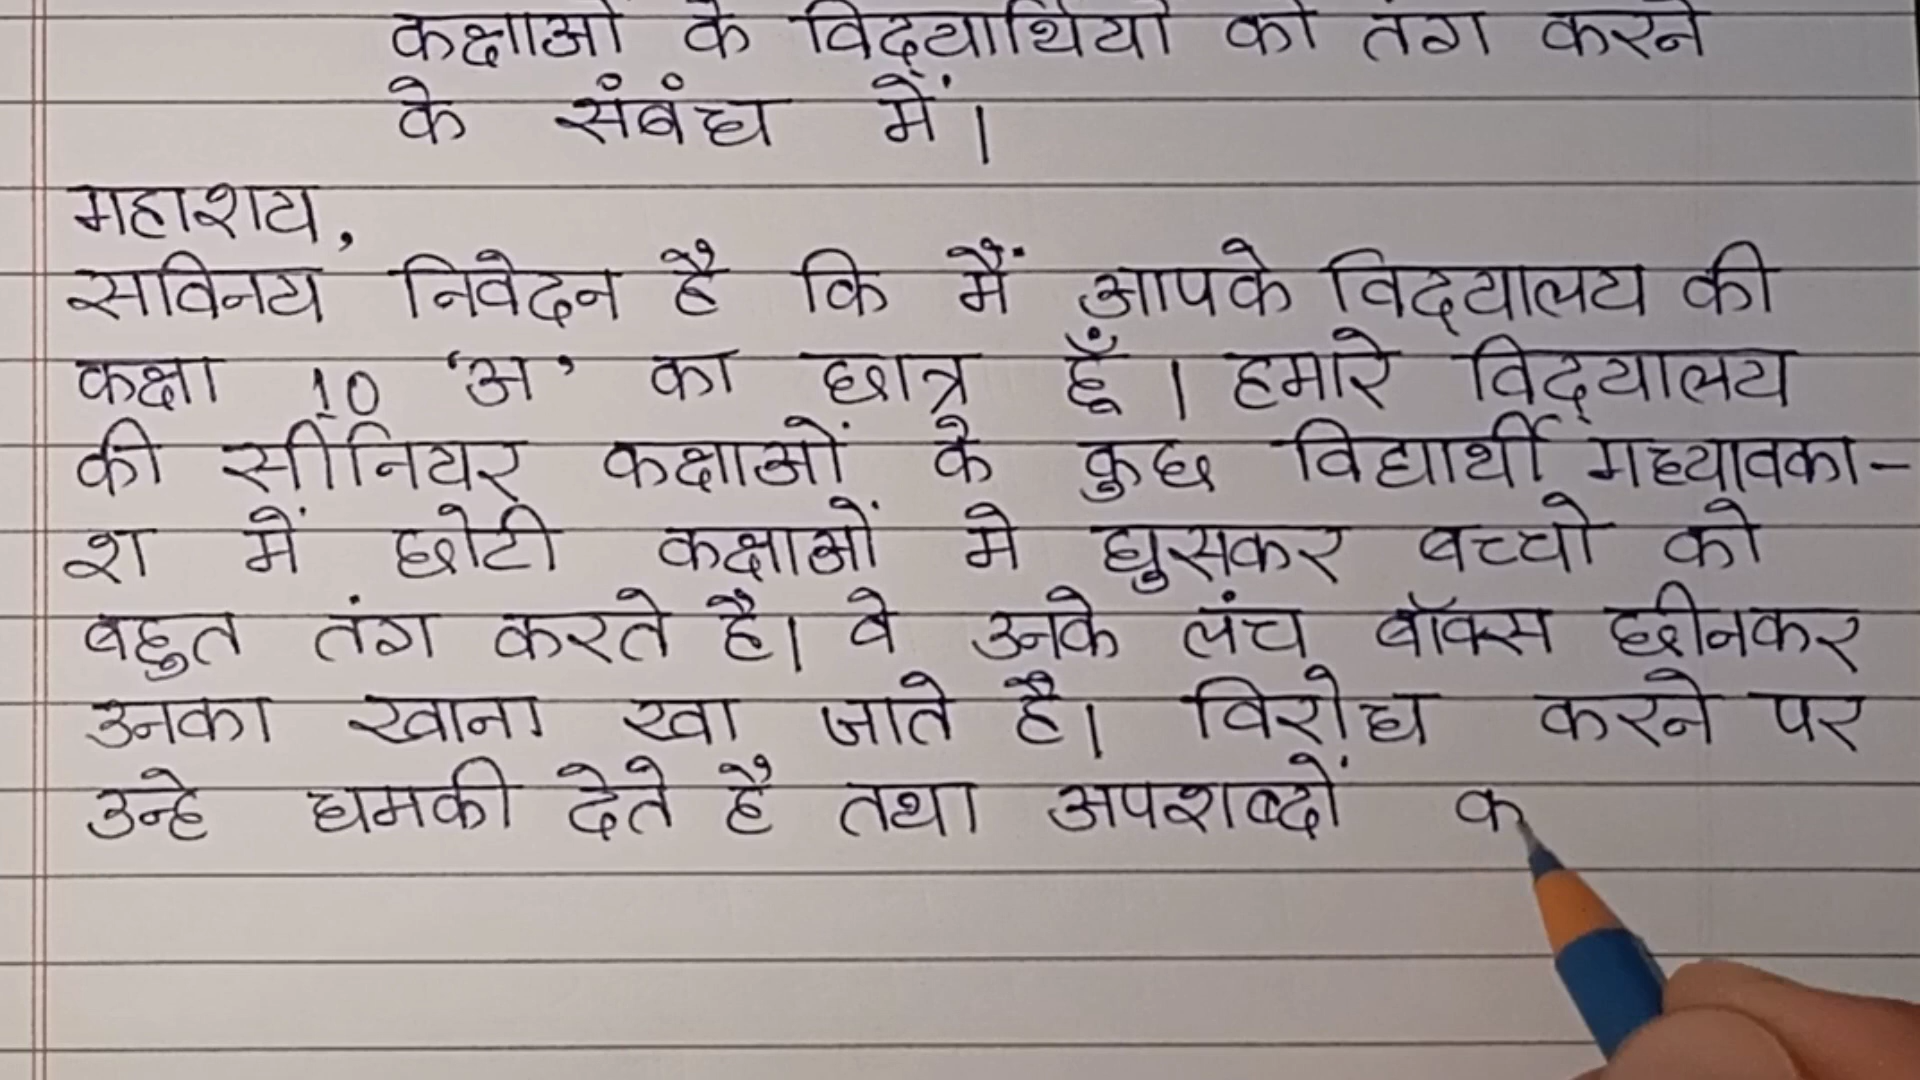 कक्षाओं के विद्यार्थियों को तंग करने
के संबंध में।
महाशय,
सविनय निवेदन है कि मैं आपके विद्यालय की
कक्षा 10 'अ' का छात्र हूँ। हमारे विद्यालय
की सीनियर कक्षाओं के कुछ विद्यार्थी मध्यावका-
श में छोटी कक्षाओं मे घुसकर बच्चो को
बहुत तंग करते है। वे उनके लंच बॉक्स छीनकर
उनका खाना खा जाते है। विरोध करने पर
उन्हे धमकी देते है तथा अपशब्दों क